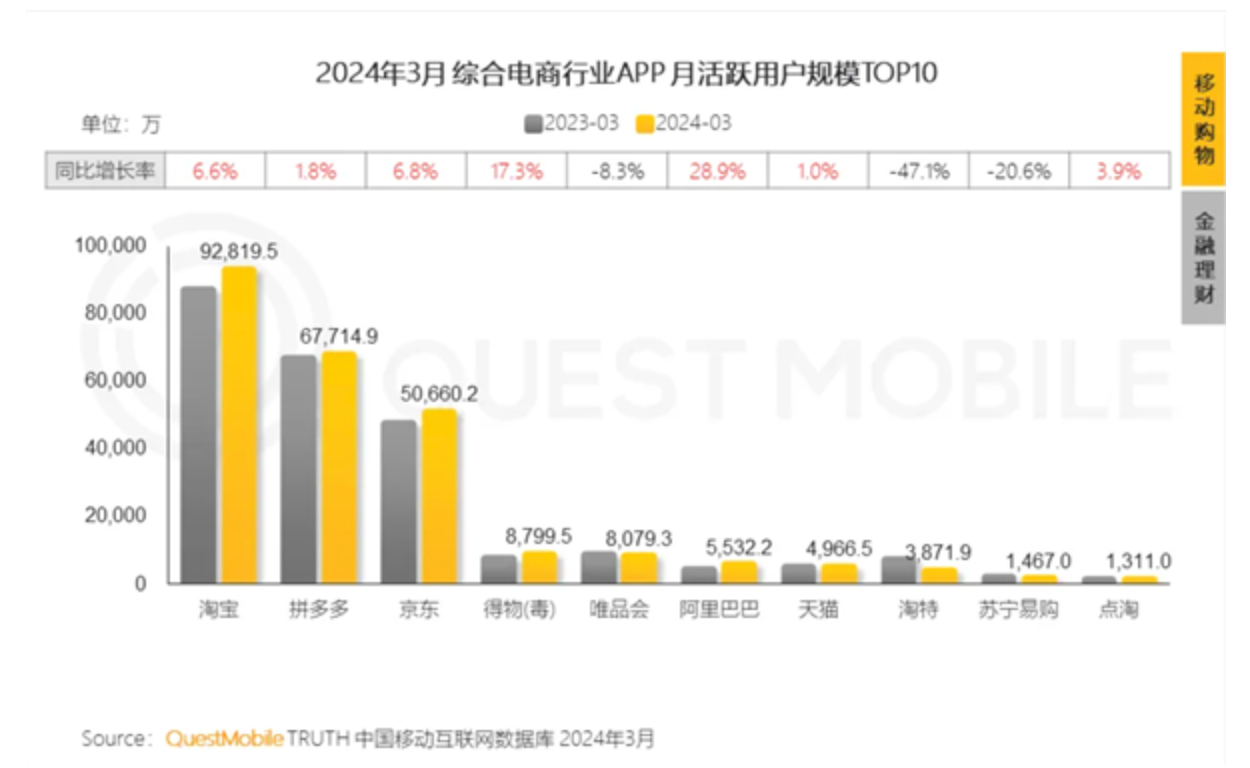 2024年3月 综合电商行业APP 月活跃用户规模TOP10
单位：万
2023-03 2024-03
移动购物
金融理财
同比增长率 6.6% 1.8% 6.8% 17.3% -8.3% 28.9% 1.0% -47.1% -20.6% 3.9%
100,000
80,000
60,000
40,000
20,000
0
92,819.5
67,714.9
50,660.2
8,799.5
8,079.3
5,532.2
4,966.5
3,871.9
1,467.0
1,311.0
QUEST MOBILE
淘宝 拼多多 京东 得物(毒) 唯品会 阿里巴巴 天猫 淘特 苏宁易购 点淘
Source：QuestMobile TRUTH 中国移动互联网数据库 2024年3月